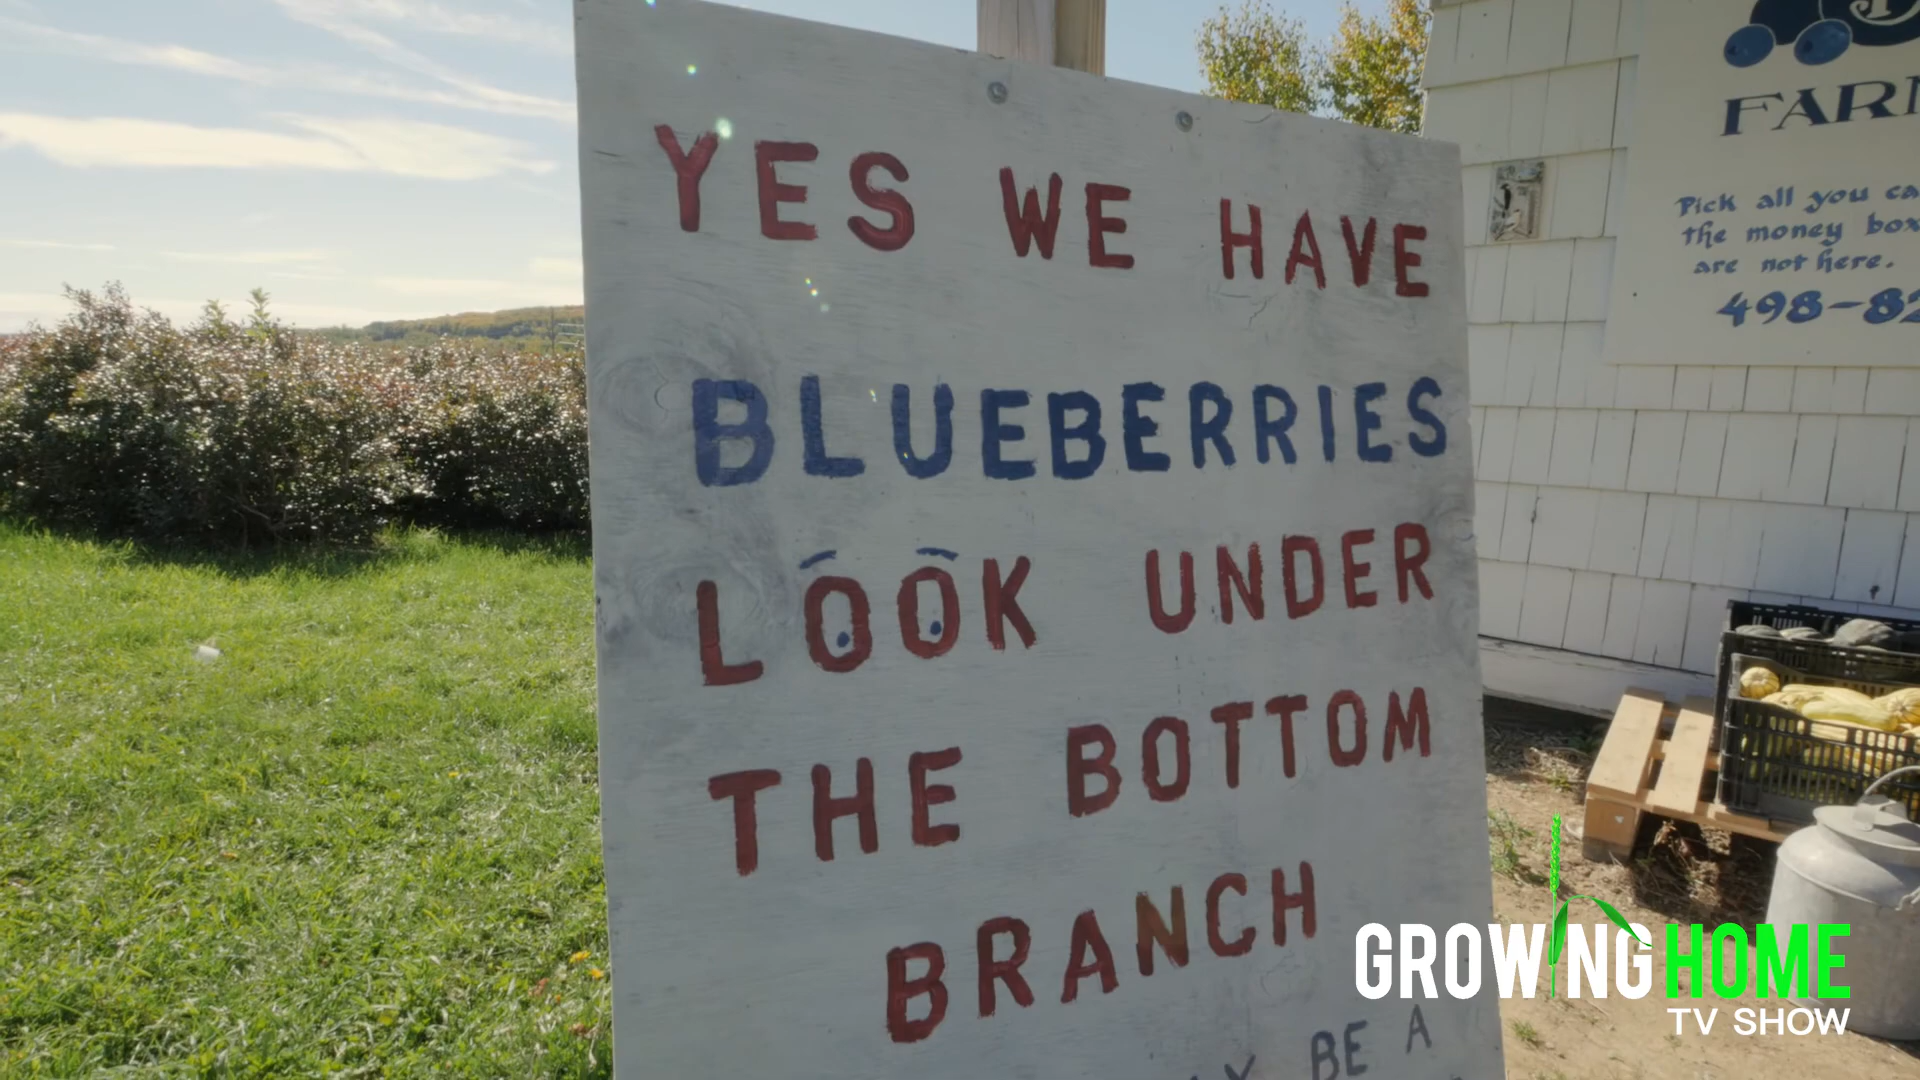 YES WE HAVE
BLUEBERRIES
LOOK UNDER
THE BOTTOM
BRANCH
BE A
Pick all you
the money box
are not here.
498-8
GROWING HOME
TV SHOW